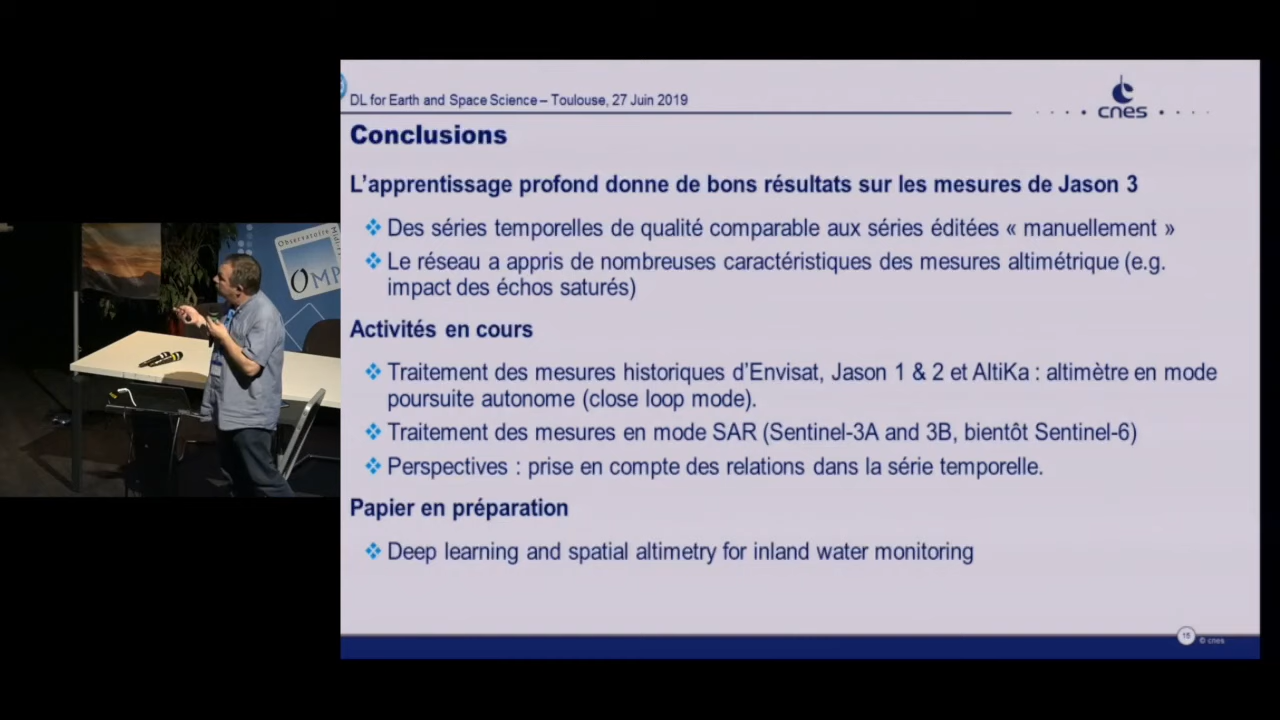 DL for Earth and Space Science – Toulouse, 27 Juin 2019
cnes
Conclusions
L'apprentissage profond donne de bons résultats sur les mesures de Jason 3
Des séries temporelles de qualité comparable aux séries éditées « manuellement »
Le réseau a appris de nombreuses caractéristiques des mesures altimétrique (e.g.
impact des échos saturés)
Activités en cours
Traitement des mesures historiques d'Envisat, Jason 1 & 2 et AltiKa : altimètre en mode
poursuite autonome (close loop mode).
Traitement des mesures en mode SAR (Sentinel-3A and 3B, bientôt Sentinel-6)
Perspectives : prise en compte des relations dans la série temporelle.
Papier en préparation
Deep learning and spatial altimetry for inland water monitoring
15
© cnes
Observatoire
OMP